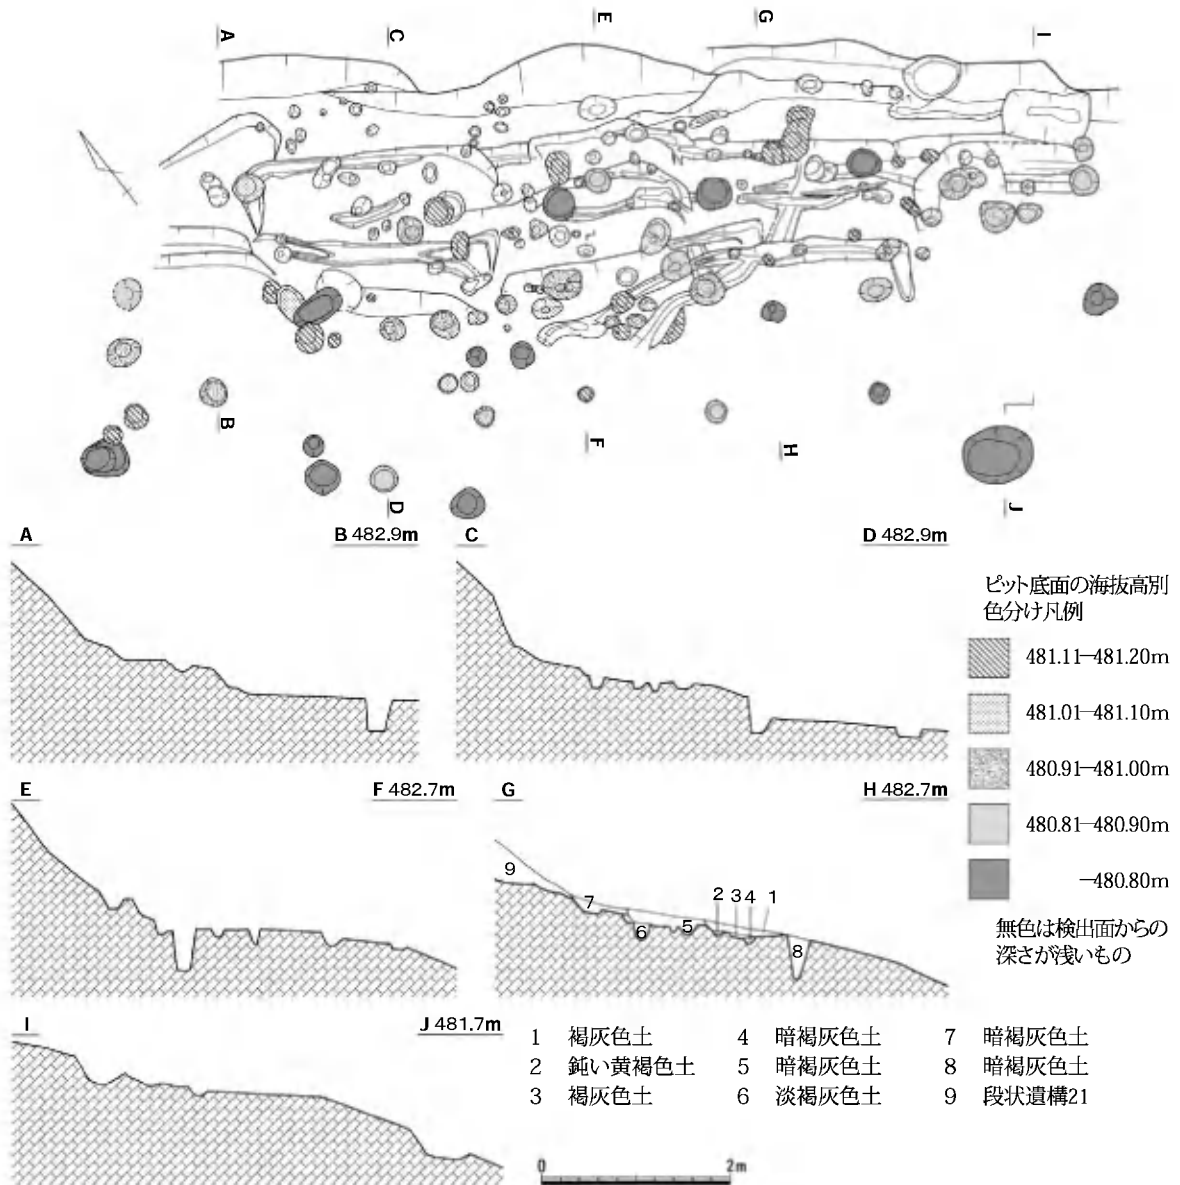 A
C
E
G
I
B
D
F
H
J
A
B 482.9m
C
D 482.9m
ピット底面の海抜高別
色分け凡例
481.11―481.20m
481.01―481.10m
480.91―481.00m
480.81―480.90m
―480.80m
無色は検出面からの
深さが浅いもの
E
F 482.7m
G
H 482.7m
9
7
2 3 4 1
6
5
8
I
J 481.7m
1 褐灰色土
2 鈍い黄褐色土
3 褐灰色土
4 暗褐灰色土
5 暗褐灰色土
6 淡褐灰色土
7 暗褐灰色土
8 暗褐灰色土
9 段状遺構21
0 2m